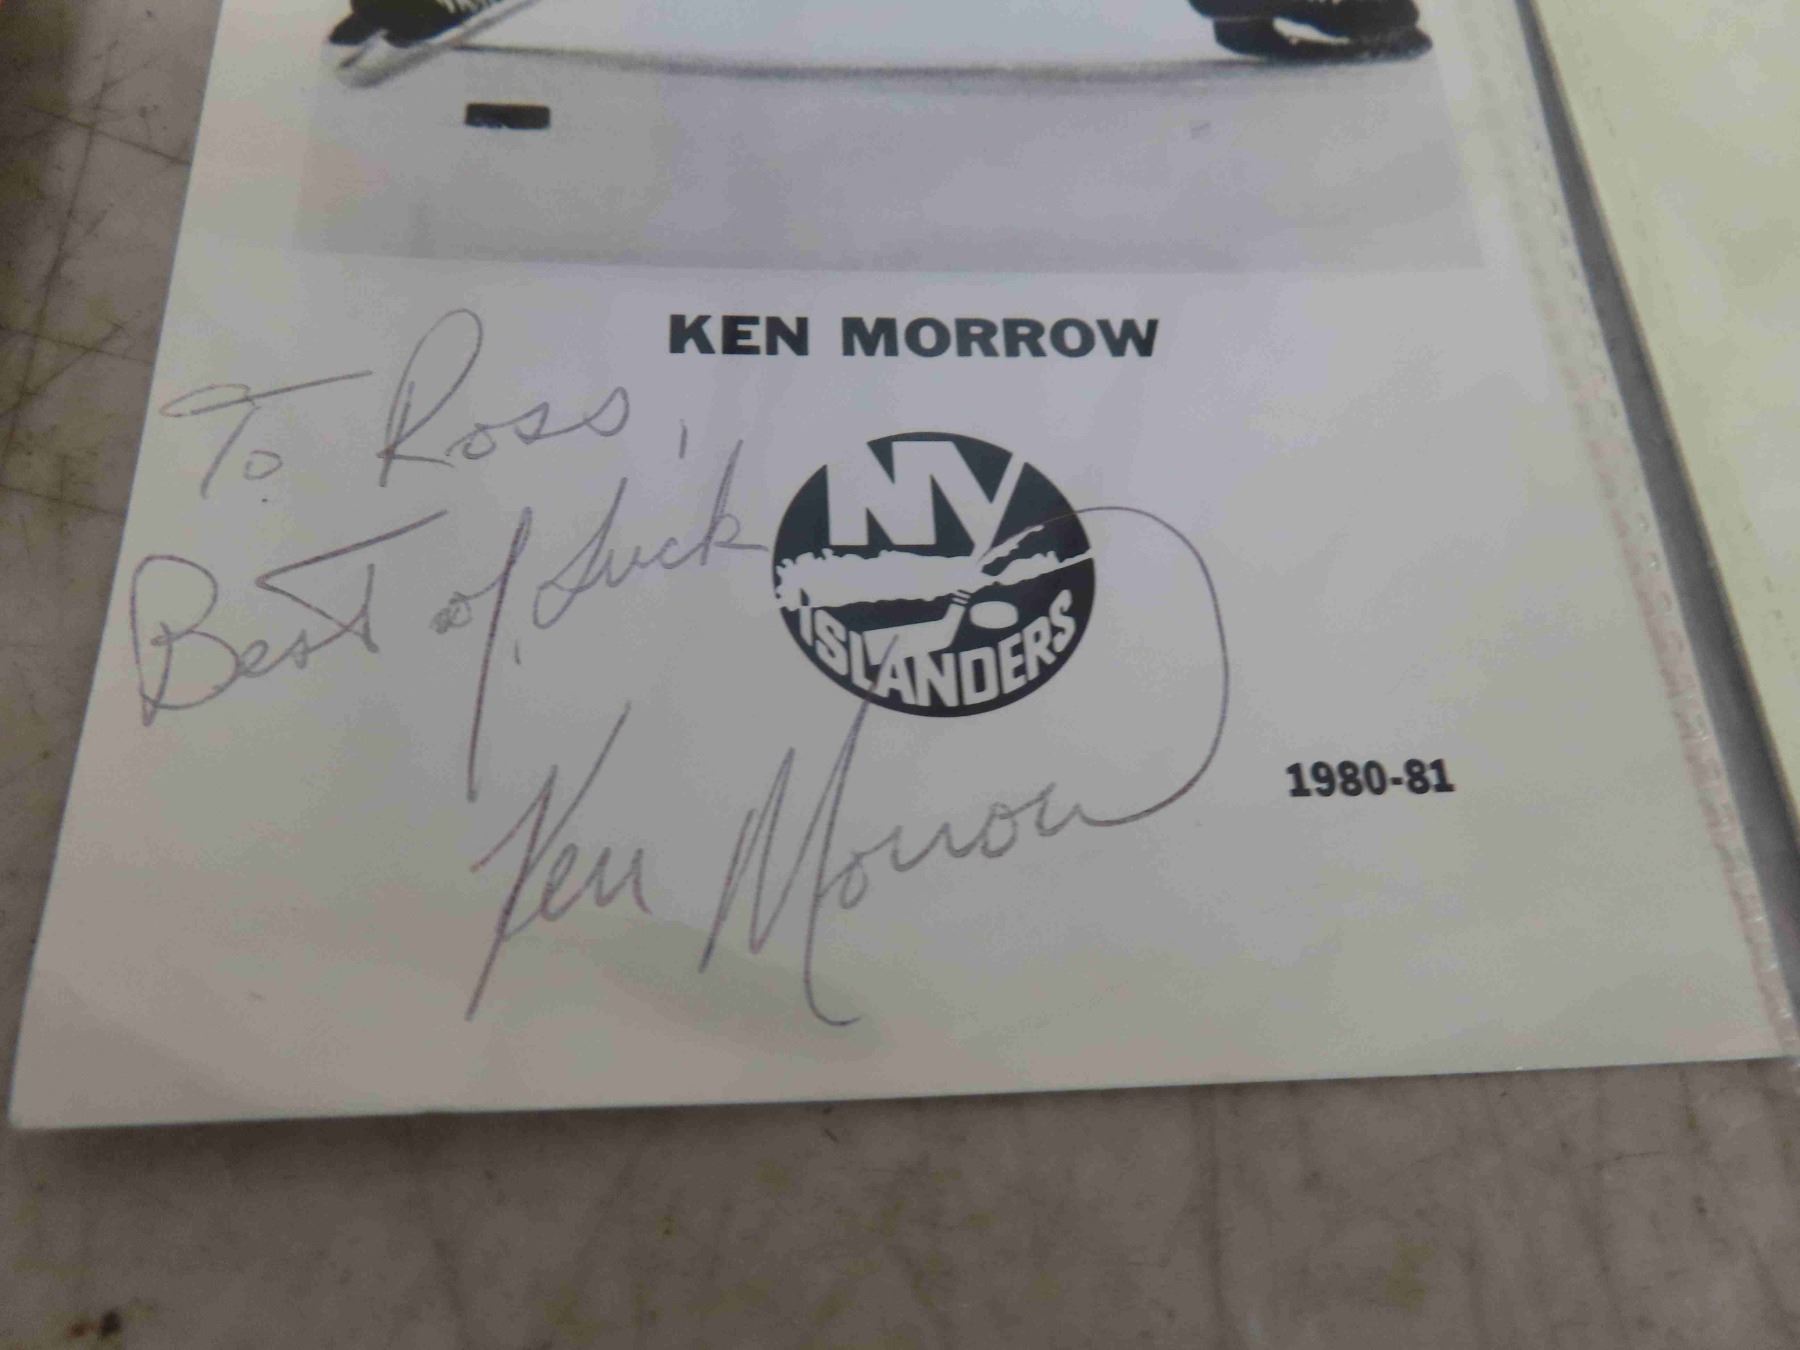 KEN MORROW
To Ross,
Best of Luck
NY
ISLANDERS
1980-81
Ken Morrow